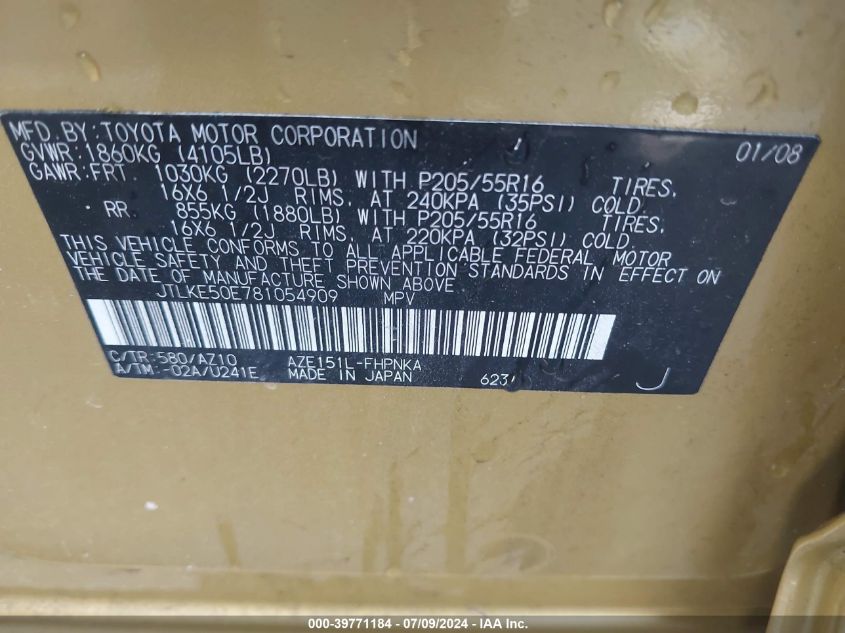 MFD.BY:TOYOTA MOTOR CORPORATION 01/08
GVWR:1860KG (4105LB)
GAWR:FRT. 1030KG (2270LB) WITH P205/55R16 TIRES,
16X6 1/2J RIMS, AT 240KPA (35PSI) COLD.
RR. 855KG (1880LB) WITH P205/55R16 TIRES,
16X6 1/2J RIMS, AT 220KPA (32PSI) COLD.
THIS VEHICLE CONFORMS TO ALL APPLICABLE FEDERAL MOTOR
VEHICLE SAFETY AND THEFT PREVENTION STANDARDS IN EFFECT ON
THE DATE OF MANUFACTURE SHOWN ABOVE.
JTLKE50E781054909 MPV
C/TR:580/AZ10 AZE151L-FHPNKA
A/TM:-02A/U241E MADE IN JAPAN 623 J
000-39771184 - 07/09/2024 - IAA Inc.